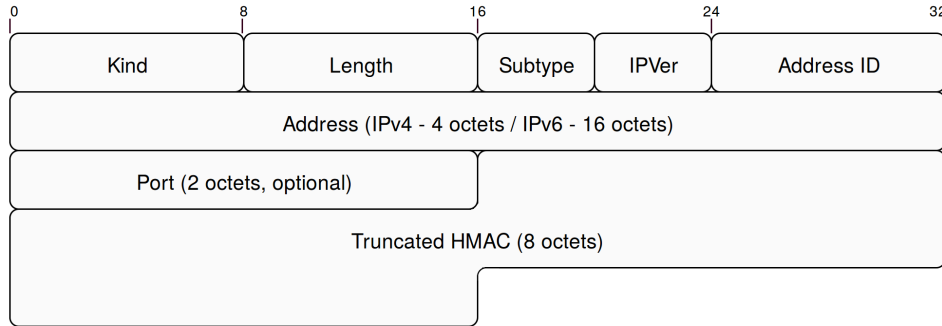 0 8 16 24 32
Kind Length Subtype IPVer Address ID
Address (IPv4 - 4 octets / IPv6 - 16 octets)
Port (2 octets, optional)
Truncated HMAC (8 octets)